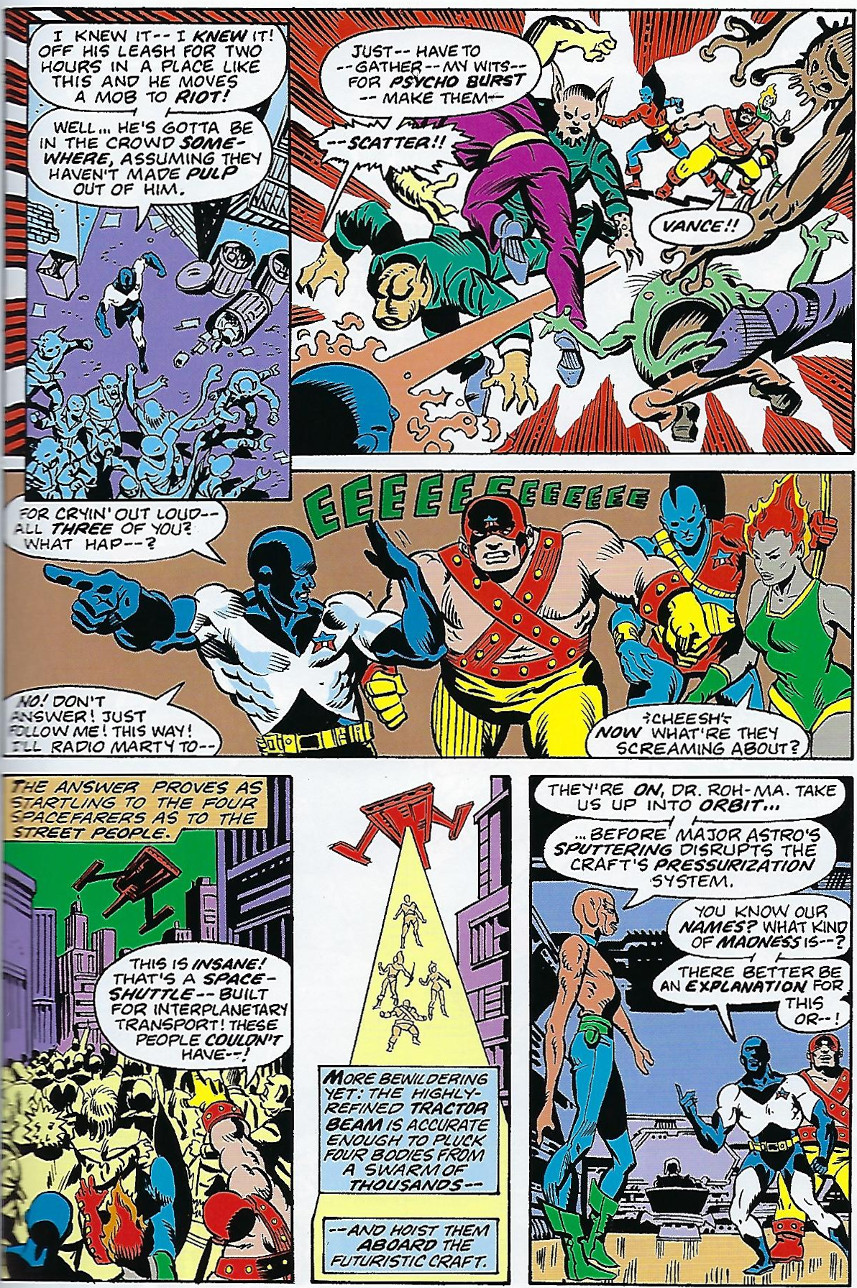 I KNEW IT-- I KNEW IT!
OFF HIS LEASH FOR TWO
HOURS IN A PLACE LIKE
THIS AND HE MOVES
A MOB TO RIOT!
WELL... HE'S GOTTA BE
IN THE CROWD SOME-
WHERE, ASSUMING THEY
HAVEN'T MADE PULP
OUT OF HIM.
JUST-- HAVE TO
--GATHER--MY WITS--
FOR PSYCHO BURST
-- MAKE THEM--
--SCATTER!!
VANCE!!
FOR CRYIN' OUT LOUD--
ALL THREE OF YOU?
WHAT HAP--?
EEEEEEEEEEEEE
NO! DON'T
ANSWER! JUST
FOLLOW ME! THIS WAY!
I'LL RADIO MARTY TO--
÷CHEESH÷
NOW WHAT'RE THEY
SCREAMING ABOUT?
THE ANSWER PROVES AS
STARTLING TO THE FOUR
SPACEFARERS AS TO THE
STREET PEOPLE.
THIS IS INSANE!
THAT'S A SPACE-
SHUTTLE-- BUILT
FOR INTERPLANETARY
TRANSPORT! THESE
PEOPLE COULDN'T
HAVE--!
MORE BEWILDERING
YET: THE HIGHLY-
REFINED TRACTOR
BEAM IS ACCURATE
ENOUGH TO PLUCK
FOUR BODIES FROM
A SWARM OF
THOUSANDS--
--AND HOIST THEM
ABOARD THE
FUTURISTIC CRAFT.
THEY'RE ON, DR. ROH-MA. TAKE
US UP INTO ORBIT...
...BEFORE MAJOR ASTRO'S
SPUTTERING DISRUPTS THE
CRAFT'S PRESSURIZATION
SYSTEM.
YOU KNOW OUR
NAMES? WHAT KIND
OF MADNESS IS--?
THERE BETTER BE
AN EXPLANATION FOR
THIS
OR--!